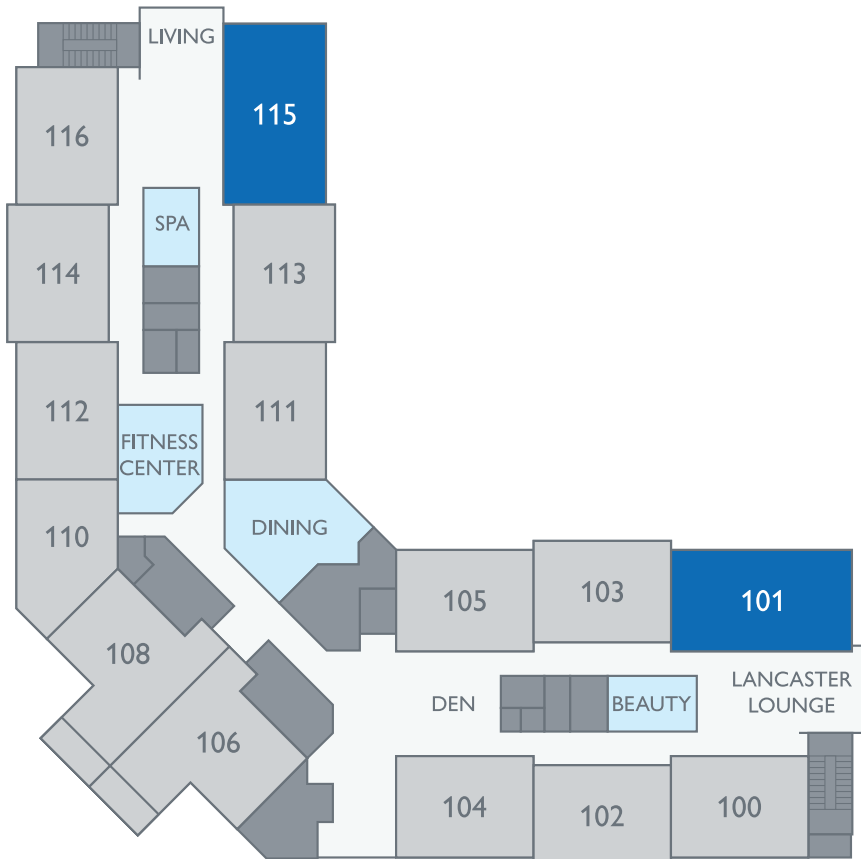 LIVING
115
116
SPA
114
113
112
111
FITNESS
CENTER
DINING
110
105
103
101
108
DEN
BEAUTY
LANCASTER
LOUNGE
106
104
102
100